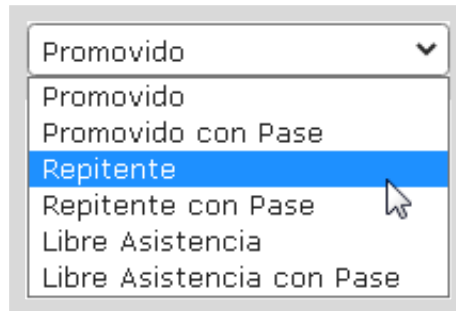 Promovido
Promovido
Promovido con Pase
Repitente
Repitente con Pase
Libre Asistencia
Libre Asistencia con Pase